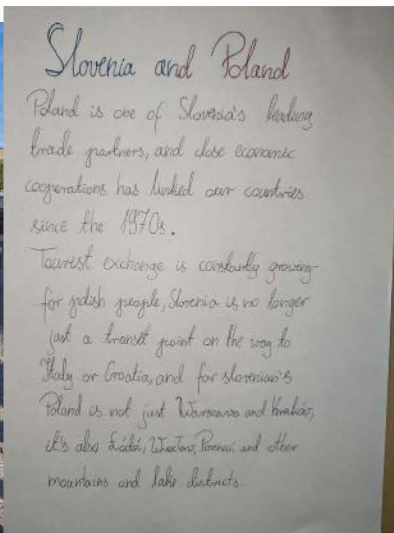 Slovenia and Poland
Poland is one of Slovenia's leading
trade partners, and close economic
cooperations has linked our countries
since the 1970s.
Tourist exchange is constantly growing
for polish people, Slovenia is no longer
just a transit point on the way to
Italy or Croatia, and for slovenian's
Poland is not just Warszawa and Kraków,
it's also Łódź, Wrocław, Poznań and other
mountains and lake districts.